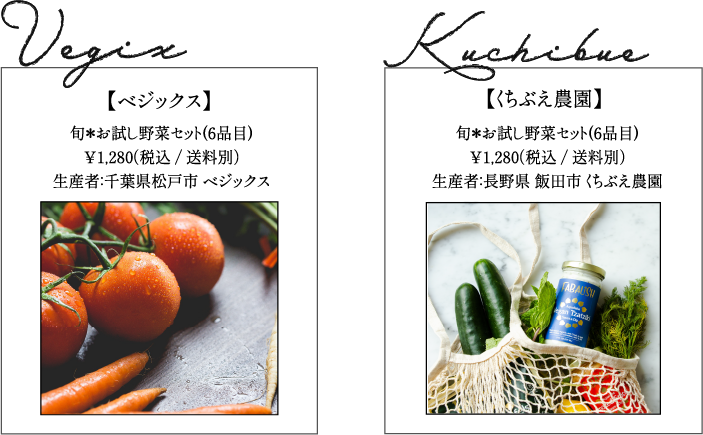 Vegix
【ベジックス】
旬*お試し野菜セット(6品目)
￥1,280(税込 / 送料別)
生産者:千葉県松戸市 ベジックス
Kuchibue
【くちぶえ農園】
旬*お試し野菜セット(6品目)
￥1,280(税込 / 送料別)
生産者:長野県 飯田市 くちぶえ農園
Tzatziki